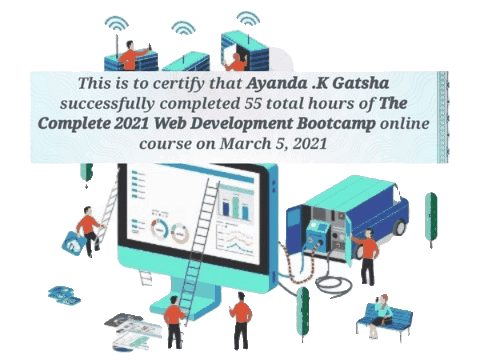 This is to certify that Ayanda .K Gatsha
successfully completed 55 total hours of The
Complete 2021 Web Development Bootcamp online
course on March 5, 2021